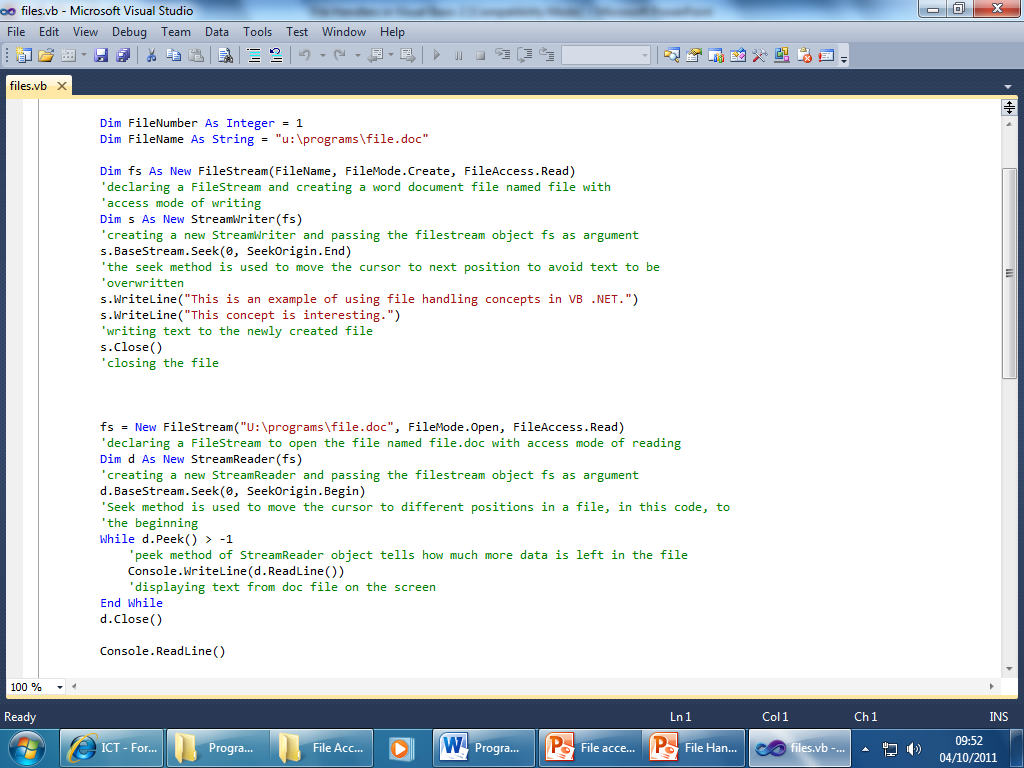 files.vb - Microsoft Visual Studio
File Edit View Debug Team Data Tools Test Window Help
files.vb
Dim FileNumber As Integer = 1
Dim FileName As String = "u:\programs\file.doc"
Dim fs As New FileStream(FileName, FileMode.Create, FileAccess.Read)
'declaring a FileStream and creating a word document file named file with
'access mode of writing
Dim s As New StreamWriter(fs)
'creating a new StreamWriter and passing the filestream object fs as argument
s.BaseStream.Seek(0, SeekOrigin.End)
'the seek method is used to move the cursor to next position to avoid text to be
'overwritten
s.WriteLine("This is an example of using file handling concepts in VB .NET.")
s.WriteLine("This concept is interesting.")
'writing text to the newly created file
s.Close()
'closing the file
fs = New FileStream("U:\programs\file.doc", FileMode.Open, FileAccess.Read)
'declaring a FileStream to open the file named file.doc with access mode of reading
Dim d As New StreamReader(fs)
'creating a new StreamReader and passing the filestream object fs as argument
d.BaseStream.Seek(0, SeekOrigin.Begin)
'Seek method is used to move the cursor to different positions in a file, in this code, to
'the beginning
While d.Peek() > -1
'peek method of StreamReader object tells how much more data is left in the file
Console.WriteLine(d.ReadLine())
'displaying text from doc file on the screen
End While
d.Close()
Console.ReadLine()
100 %
Ready Ln 1 Col 1 Ch 1 INS
ICT - For... Progra... File Acc... Progra... File acce... File Han... files.vb -... 09:52
04/10/2011